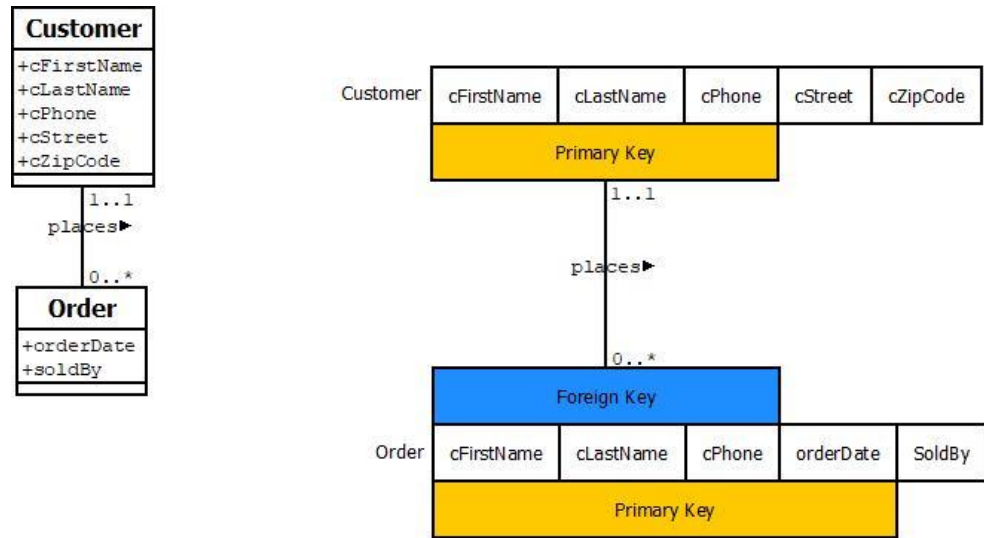 Customer
+cFirstName
+cLastName
+cPhone
+cStreet
+cZipCode
1..1
places►
0..*
Order
+orderDate
+soldBy
Customer cFirstName cLastName cPhone cStreet cZipCode
Primary Key
1..1
places►
0..*
Foreign Key
Order cFirstName cLastName cPhone orderDate SoldBy
Primary Key